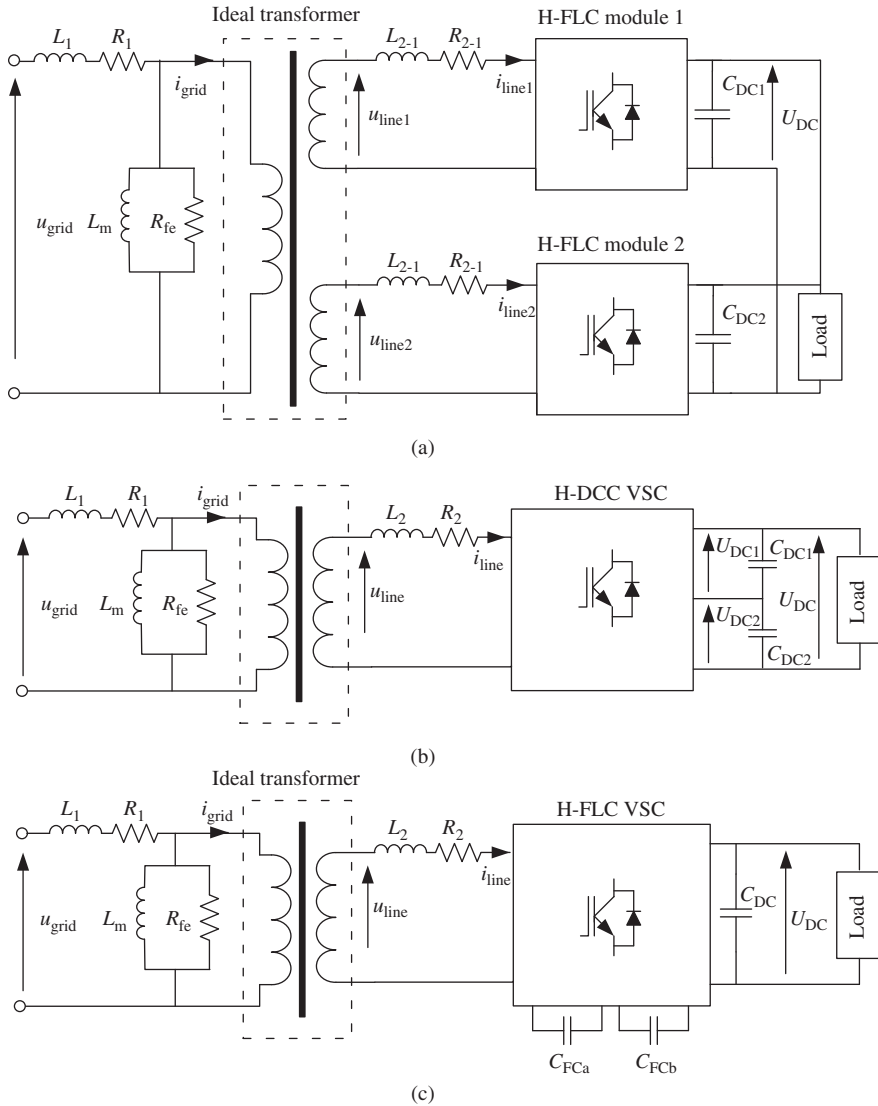 Ideal transformer
H-FLC module 1
L1 R1 igrid
L2-1 R2-1 iline1
uline1
CDC1 UDC
ugrid Lm Rfe
H-FLC module 2
L2-1 R2-1 iline2
uline2
CDC2
Load
(a)
H-DCC VSC
L1 R1 igrid
L2 R2 iline
UDC1 CDC1
ugrid Lm Rfe
uline
UDC
UDC2
CDC2
Load
(b)
Ideal transformer
H-FLC VSC
L1 R1 igrid
L2 R2 iline
ugrid Lm Rfe
uline
CDC UDC
Load
CFCa CFCb
(c)